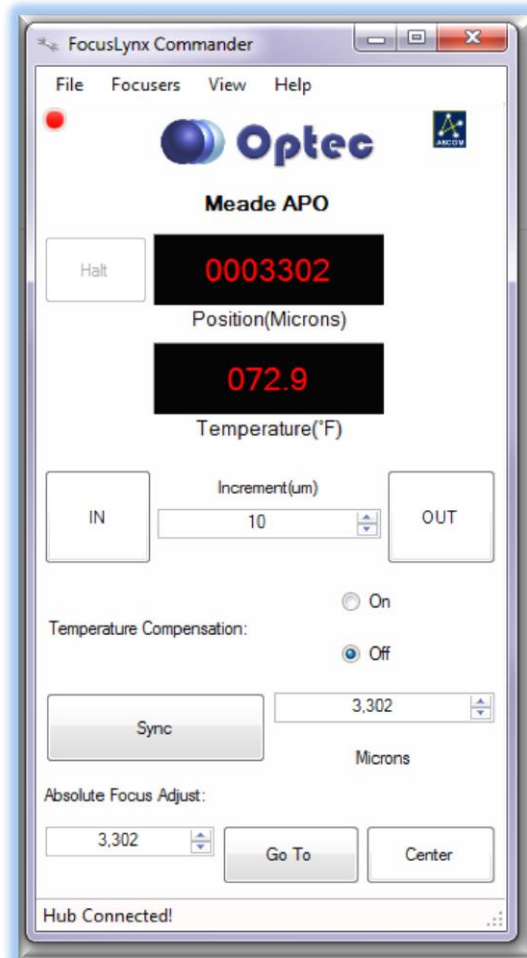 FocusLynx Commander
File Focusers View Help
Optec
ASCOM
Meade APO
Halt
0003302
Position(Microns)
072.9
Temperature(°F)
Increment(um)
IN
10
OUT
On
Temperature Compensation:
Off
3,302
Sync
Microns
Absolute Focus Adjust:
3,302
Go To
Center
Hub Connected!